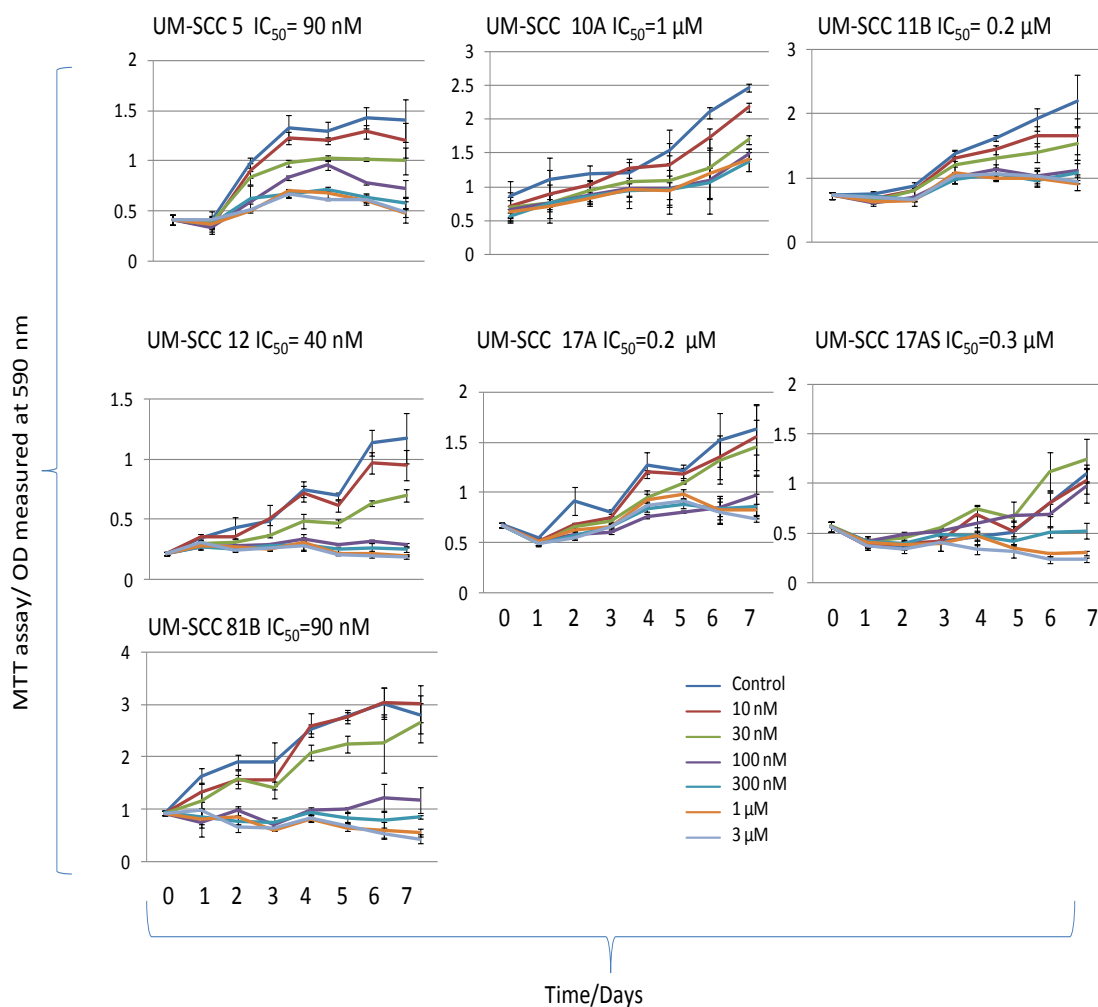 UM-SCC 5 IC50= 90 nM
UM-SCC 10A IC50=1 µM
UM-SCC 11B IC50= 0.2 µM
2
1.5
1
0.5
0
3
2.5
2
1.5
1
0.5
0
3
2
1
0
MTT assay/ OD measured at 590 nm
UM-SCC 12 IC50= 40 nM
UM-SCC 17A IC50=0.2 µM
UM-SCC 17AS IC50=0.3 µM
1.5
1
0.5
0
2
1.5
1
0.5
0
2
1.5
1
0.5
0
0 1 2 3 4 5 6 7
0 1 2 3 4 5 6 7
UM-SCC 81B IC50=90 nM
4
3
2
1
0
0 1 2 3 4 5 6 7
Control
10 nM
30 nM
100 nM
300 nM
1 µM
3 µM
Time/Days